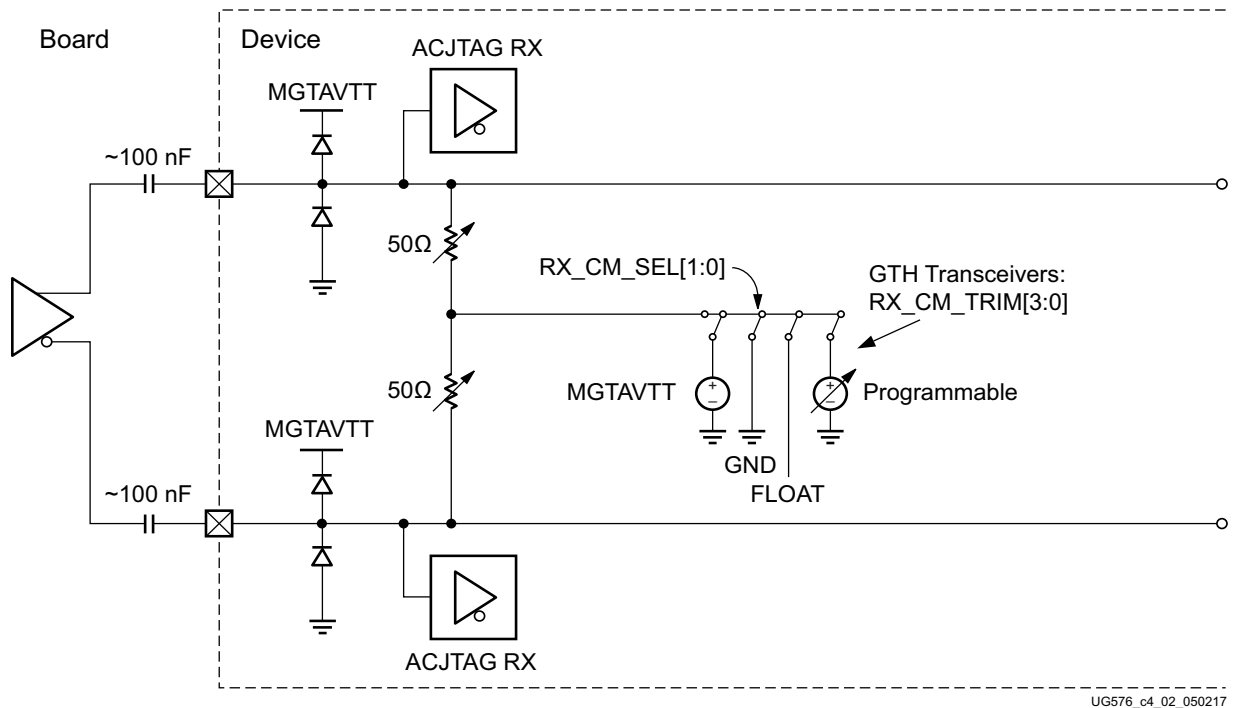 Board
Device
ACJTAG RX
MGTAVTT
~100 nF
50Ω
RX_CM_SEL[1:0]
GTH Transceivers:
RX_CM_TRIM[3:0]
50Ω
MGTAVTT
+
–
+
–
Programmable
MGTAVTT
GND
FLOAT
~100 nF
ACJTAG RX
UG576_c4_02_050217